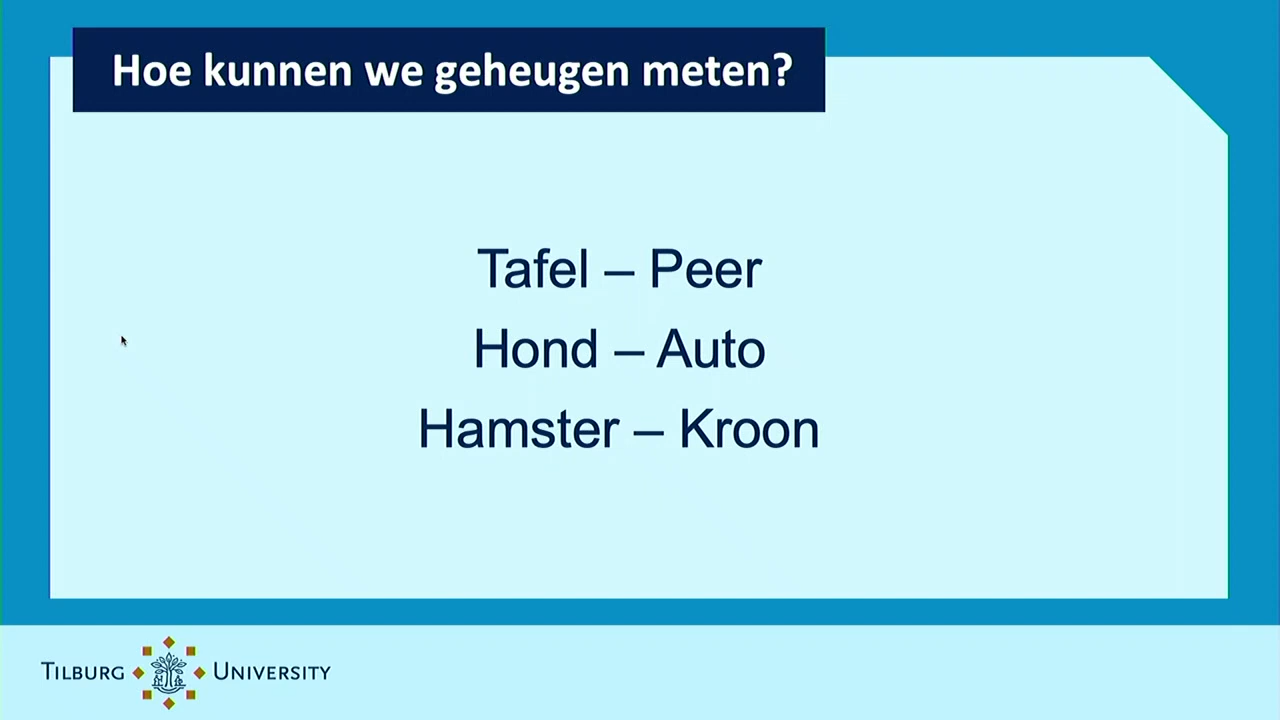 Hoe kunnen we geheugen meten?
Tafel – Peer
Hond – Auto
Hamster – Kroon
TILBURG UNIVERSITY